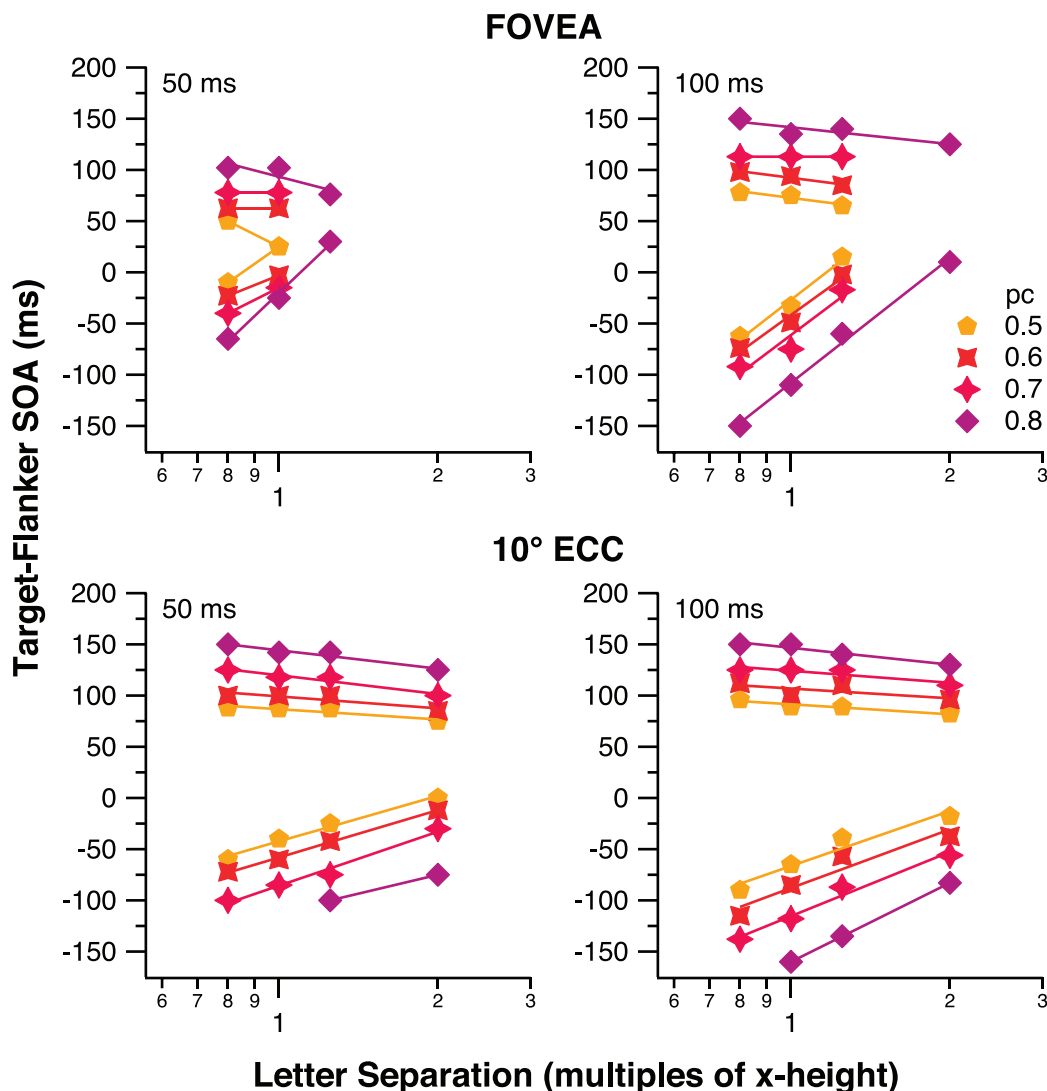 FOVEA
Target-Flanker SOA (ms)
50 ms
200
150
100
50
0
-50
-100
-150
6 7 8 9 1 2 3
100 ms
200
150
100
50
0
-50
-100
-150
6 7 8 9 1 2 3
pc
0.5
0.6
0.7
0.8
10° ECC
50 ms
200
150
100
50
0
-50
-100
-150
6 7 8 9 1 2 3
100 ms
200
150
100
50
0
-50
-100
-150
6 7 8 9 1 2 3
Letter Separation (multiples of x-height)